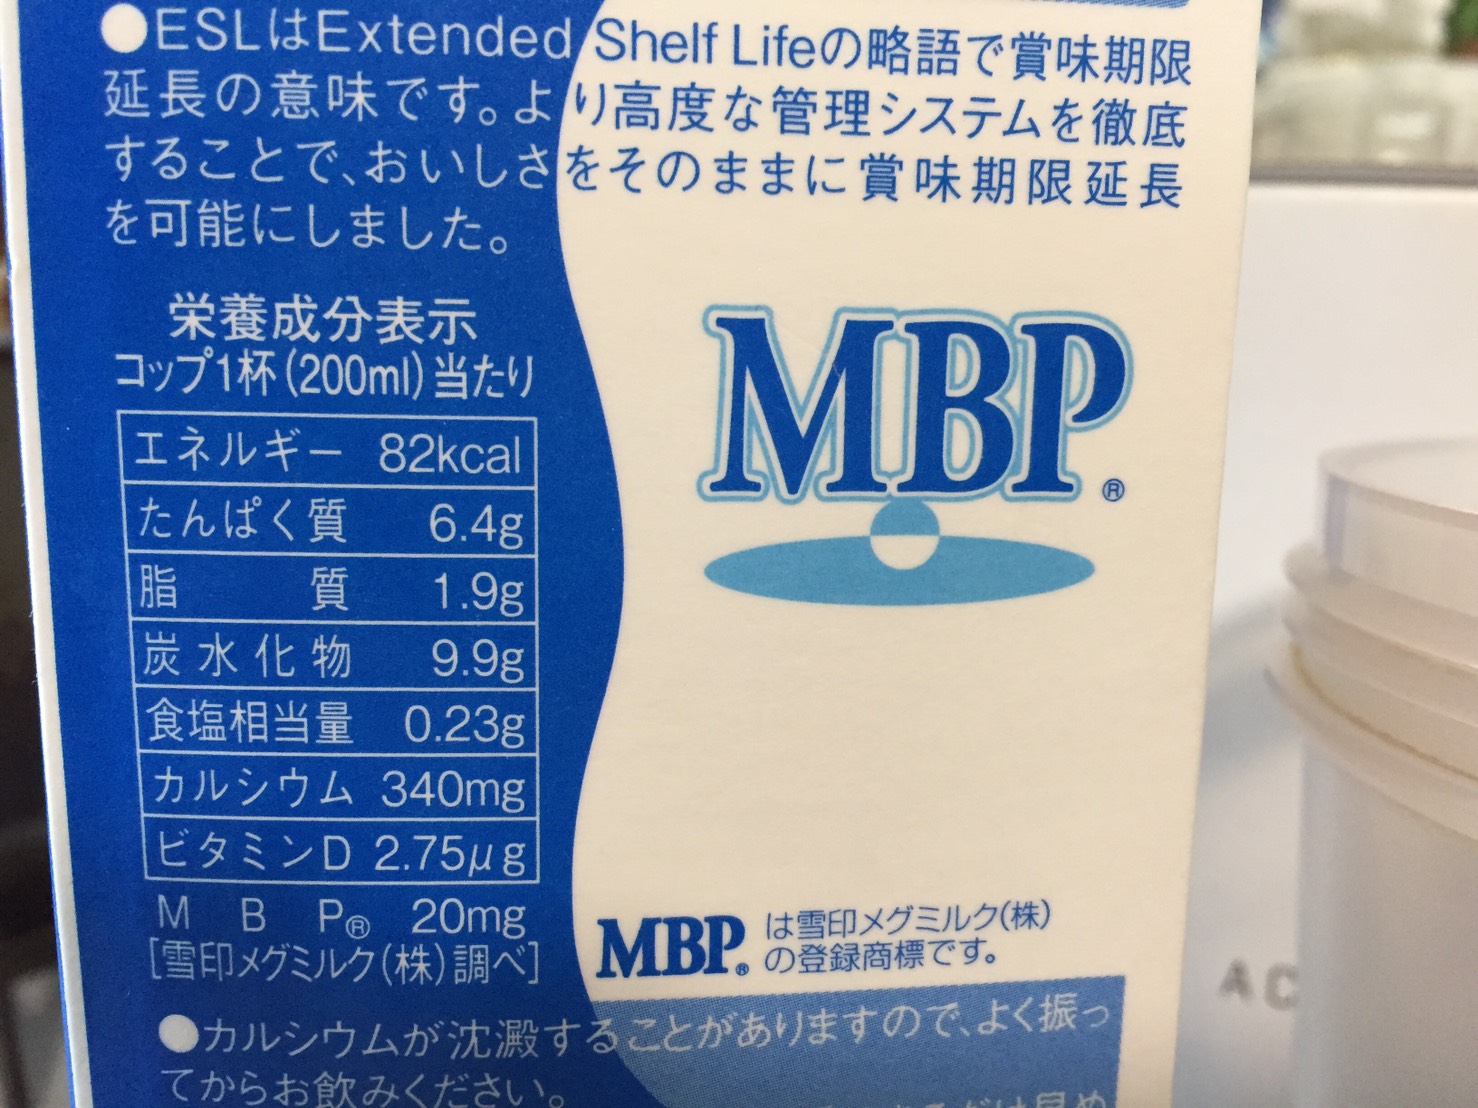 ●ESLはExtended Shelf Lifeの略語で賞味期限
延長の意味です。より高度な管理システムを徹底
することで、おいしさをそのままに賞味期限延長
を可能にしました。
栄養成分表示
コップ1杯(200ml)当たり
エネルギー 82kcal
たんぱく質 6.4g
脂質 1.9g
炭水化物 9.9g
食塩相当量 0.23g
カルシウム 340mg
ビタミンD 2.75μg
MBP® 20mg
[雪印メグミルク(株)調べ]
MBP®
MBP®は雪印メグミルク(株)
の登録商標です。
●カルシウムが沈澱することがありますので、よく振っ
てからお飲みください。
AC